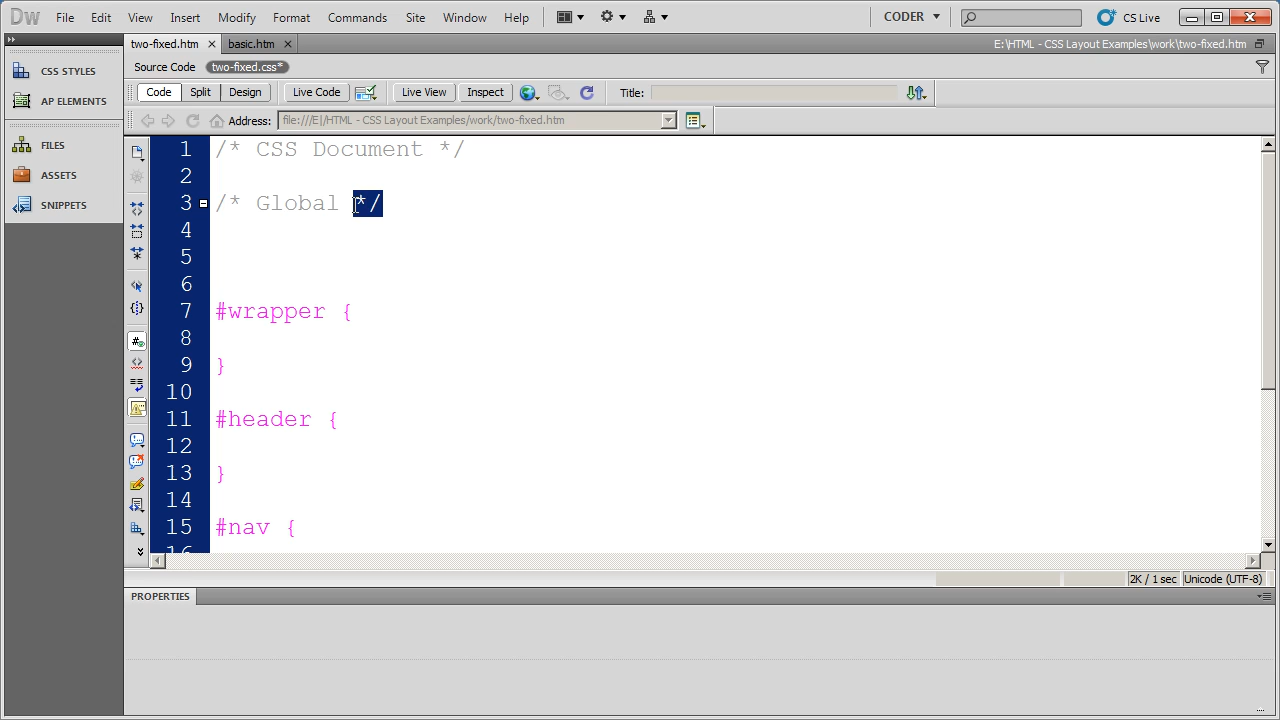 Dw File Edit View Insert Modify Format Commands Site Window Help CODER CS Live
two-fixed.htm basic.htm E:\HTML - CSS Layout Examples\work\two-fixed.htm
Source Code two-fixed.css*
Code Split Design Live Code Live View Inspect Title:
Address: file:///E|/HTML - CSS Layout Examples/work/two-fixed.htm
CSS STYLES
AP ELEMENTS
FILES
ASSETS
SNIPPETS
1 /* CSS Document */
2
3 /* Global */
4
5
6
7 #wrapper {
8
9 }
10
11 #header {
12
13 }
14
15 #nav {
16
2K / 1 sec Unicode (UTF-8)
PROPERTIES